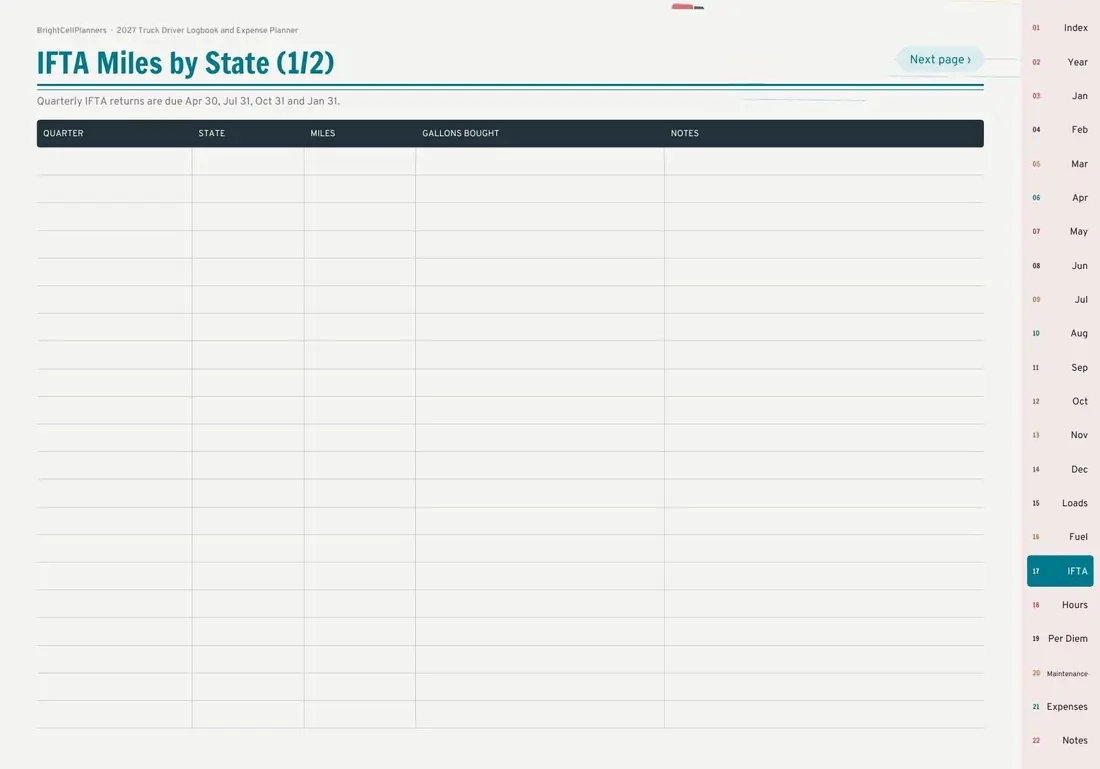 BrightCellPlanners · 2027 Truck Driver Logbook and Expense Planner
IFTA Miles by State (1/2)
Next page ›
Quarterly IFTA returns are due Apr 30, Jul 31, Oct 31 and Jan 31.
QUARTER STATE MILES GALLONS BOUGHT NOTES
01 Index
02 Year
03 Jan
04 Feb
05 Mar
06 Apr
07 May
08 Jun
09 Jul
10 Aug
11 Sep
12 Oct
13 Nov
14 Dec
15 Loads
16 Fuel
17 IFTA
18 Hours
19 Per Diem
20 Maintenance
21 Expenses
22 Notes